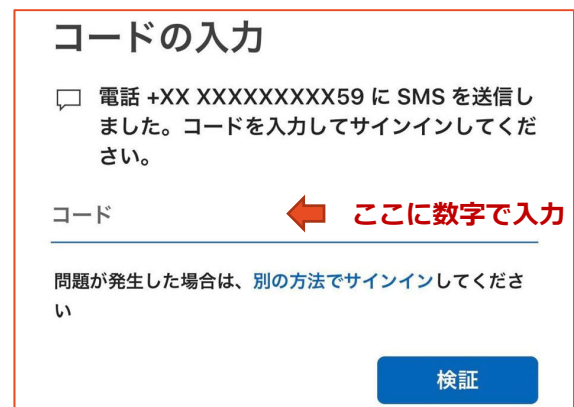 コードの入力
電話 +XX XXXXXXXXX59 に SMS を送信し
ました。コードを入力してサインインしてくだ
さい。
コード ここに数字で入力
問題が発生した場合は、別の方法でサインインしてくださ
い
検証